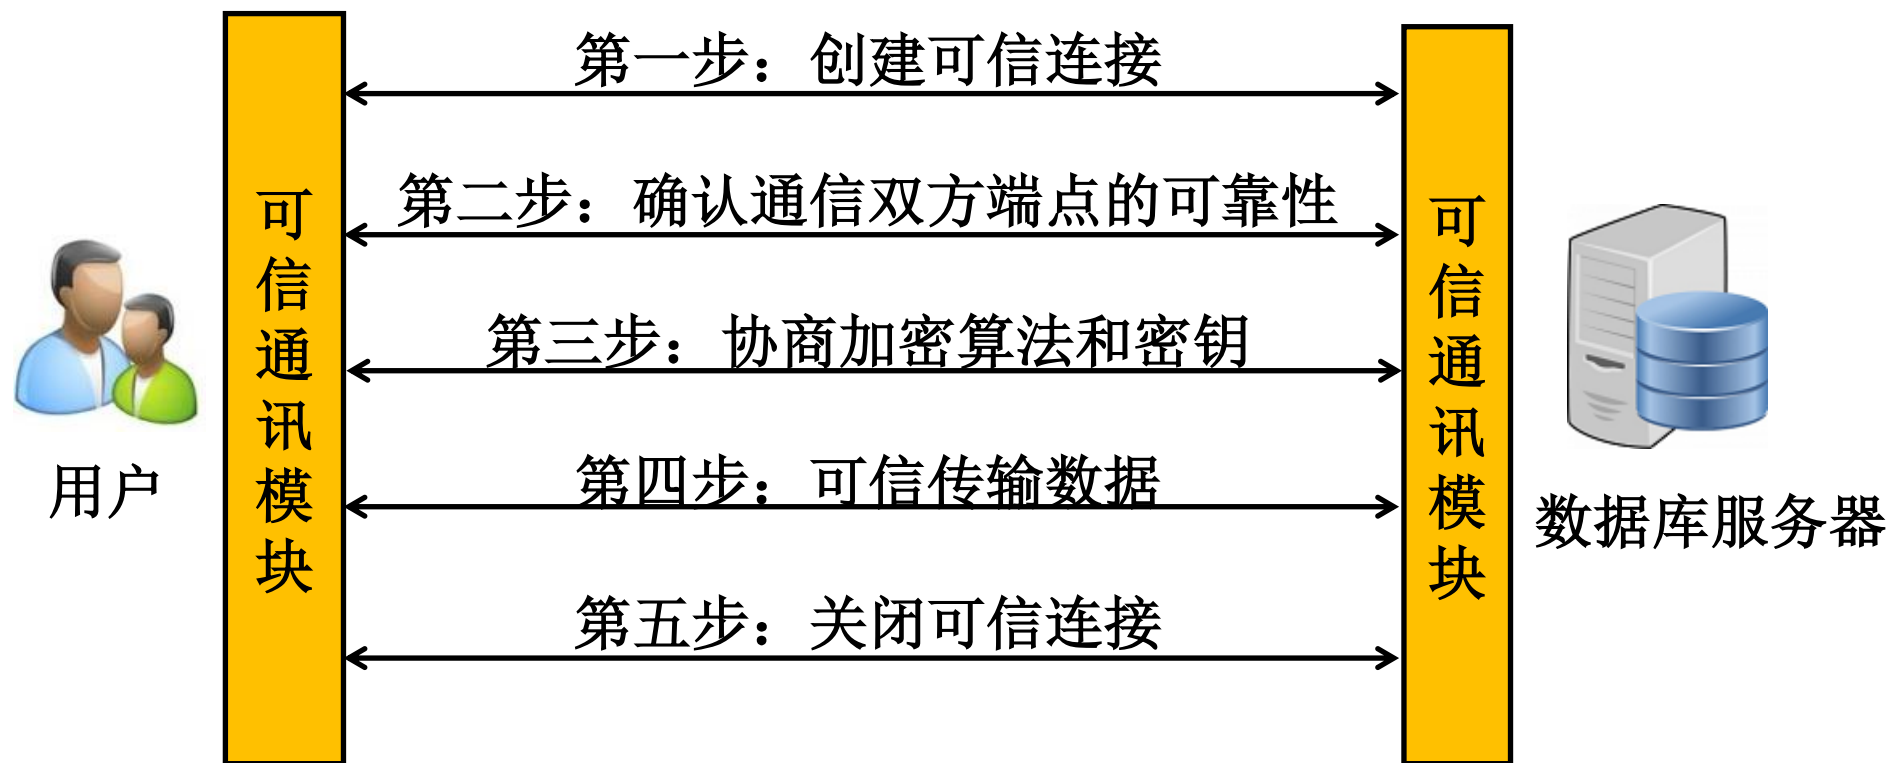 第一步：创建可信连接
第二步：确认通信双方端点的可靠性
第三步：协商加密算法和密钥
第四步：可信传输数据
第五步：关闭可信连接
可信通讯模块
可信通讯模块
用户
数据库服务器